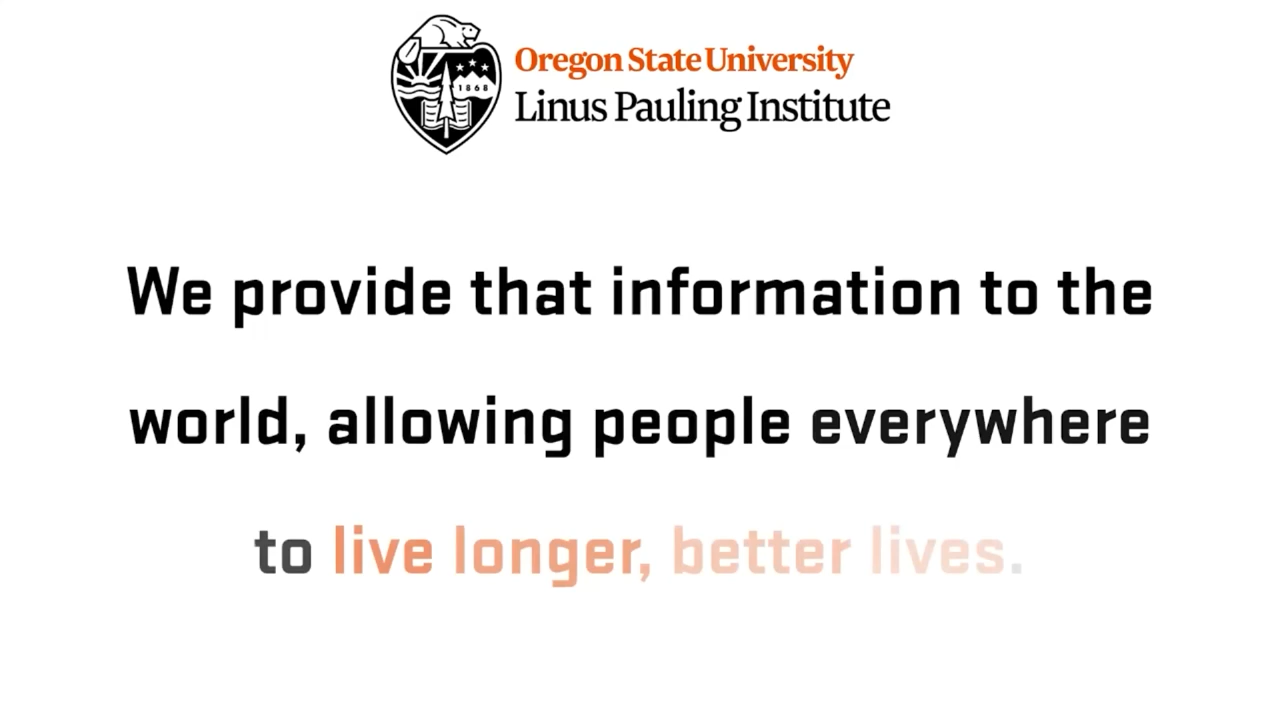 Oregon State University
1868
Linus Pauling Institute
We provide that information to the
world, allowing people everywhere
to live longer, better lives.